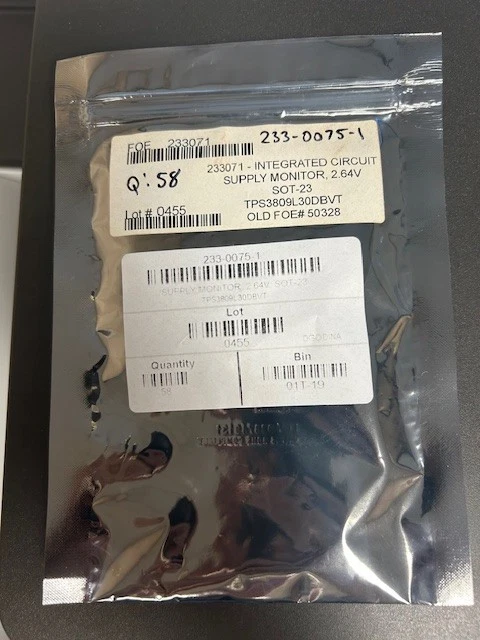 FOE 233071
233-0075-1
233071 - INTEGRATED CIRCUIT
Q: 58
SUPPLY MONITOR, 2.64V
SOT-23
TPS3809L30DBVT
Lot # 0455
OLD FOE# 50328
233-0075-1
SUPPLY MONITOR, 2.64V, SOT-23
TPS3809L30DBVT
Lot
0455
Quantity
58
Bin
01T-19